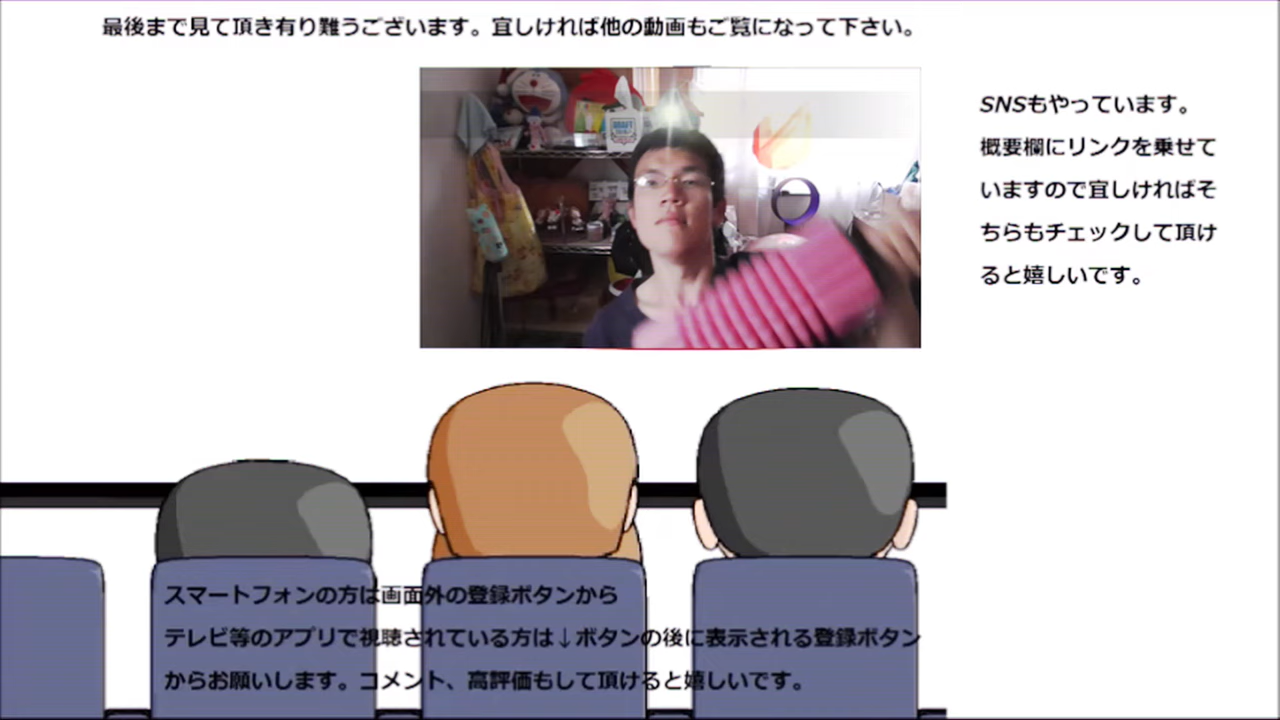 最後まで見て頂き有り難うございます。宜しければ他の動画もご覧になって下さい。
SNSもやっています。
概要欄にリンクを乗せて
いますので宜しければそ
ちらもチェックして頂け
ると嬉しいです。
スマートフォンの方は画面外の登録ボタンから
テレビ等のアプリで視聴されている方は↓ボタンの後に表示される登録ボタン
からお願いします。コメント、高評価もして頂けると嬉しいです。